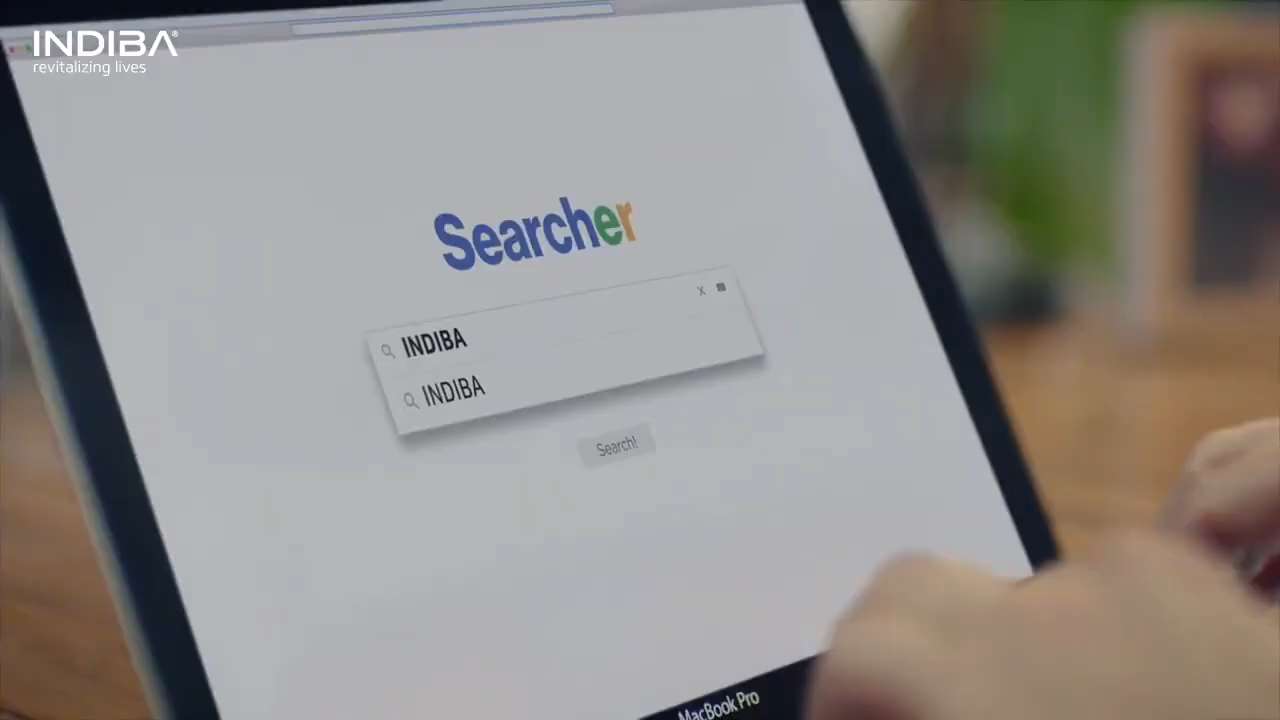 INDIBA®
revitalizing lives
Searcher
INDIBA
X
INDIBA
Search!
MacBook Pro